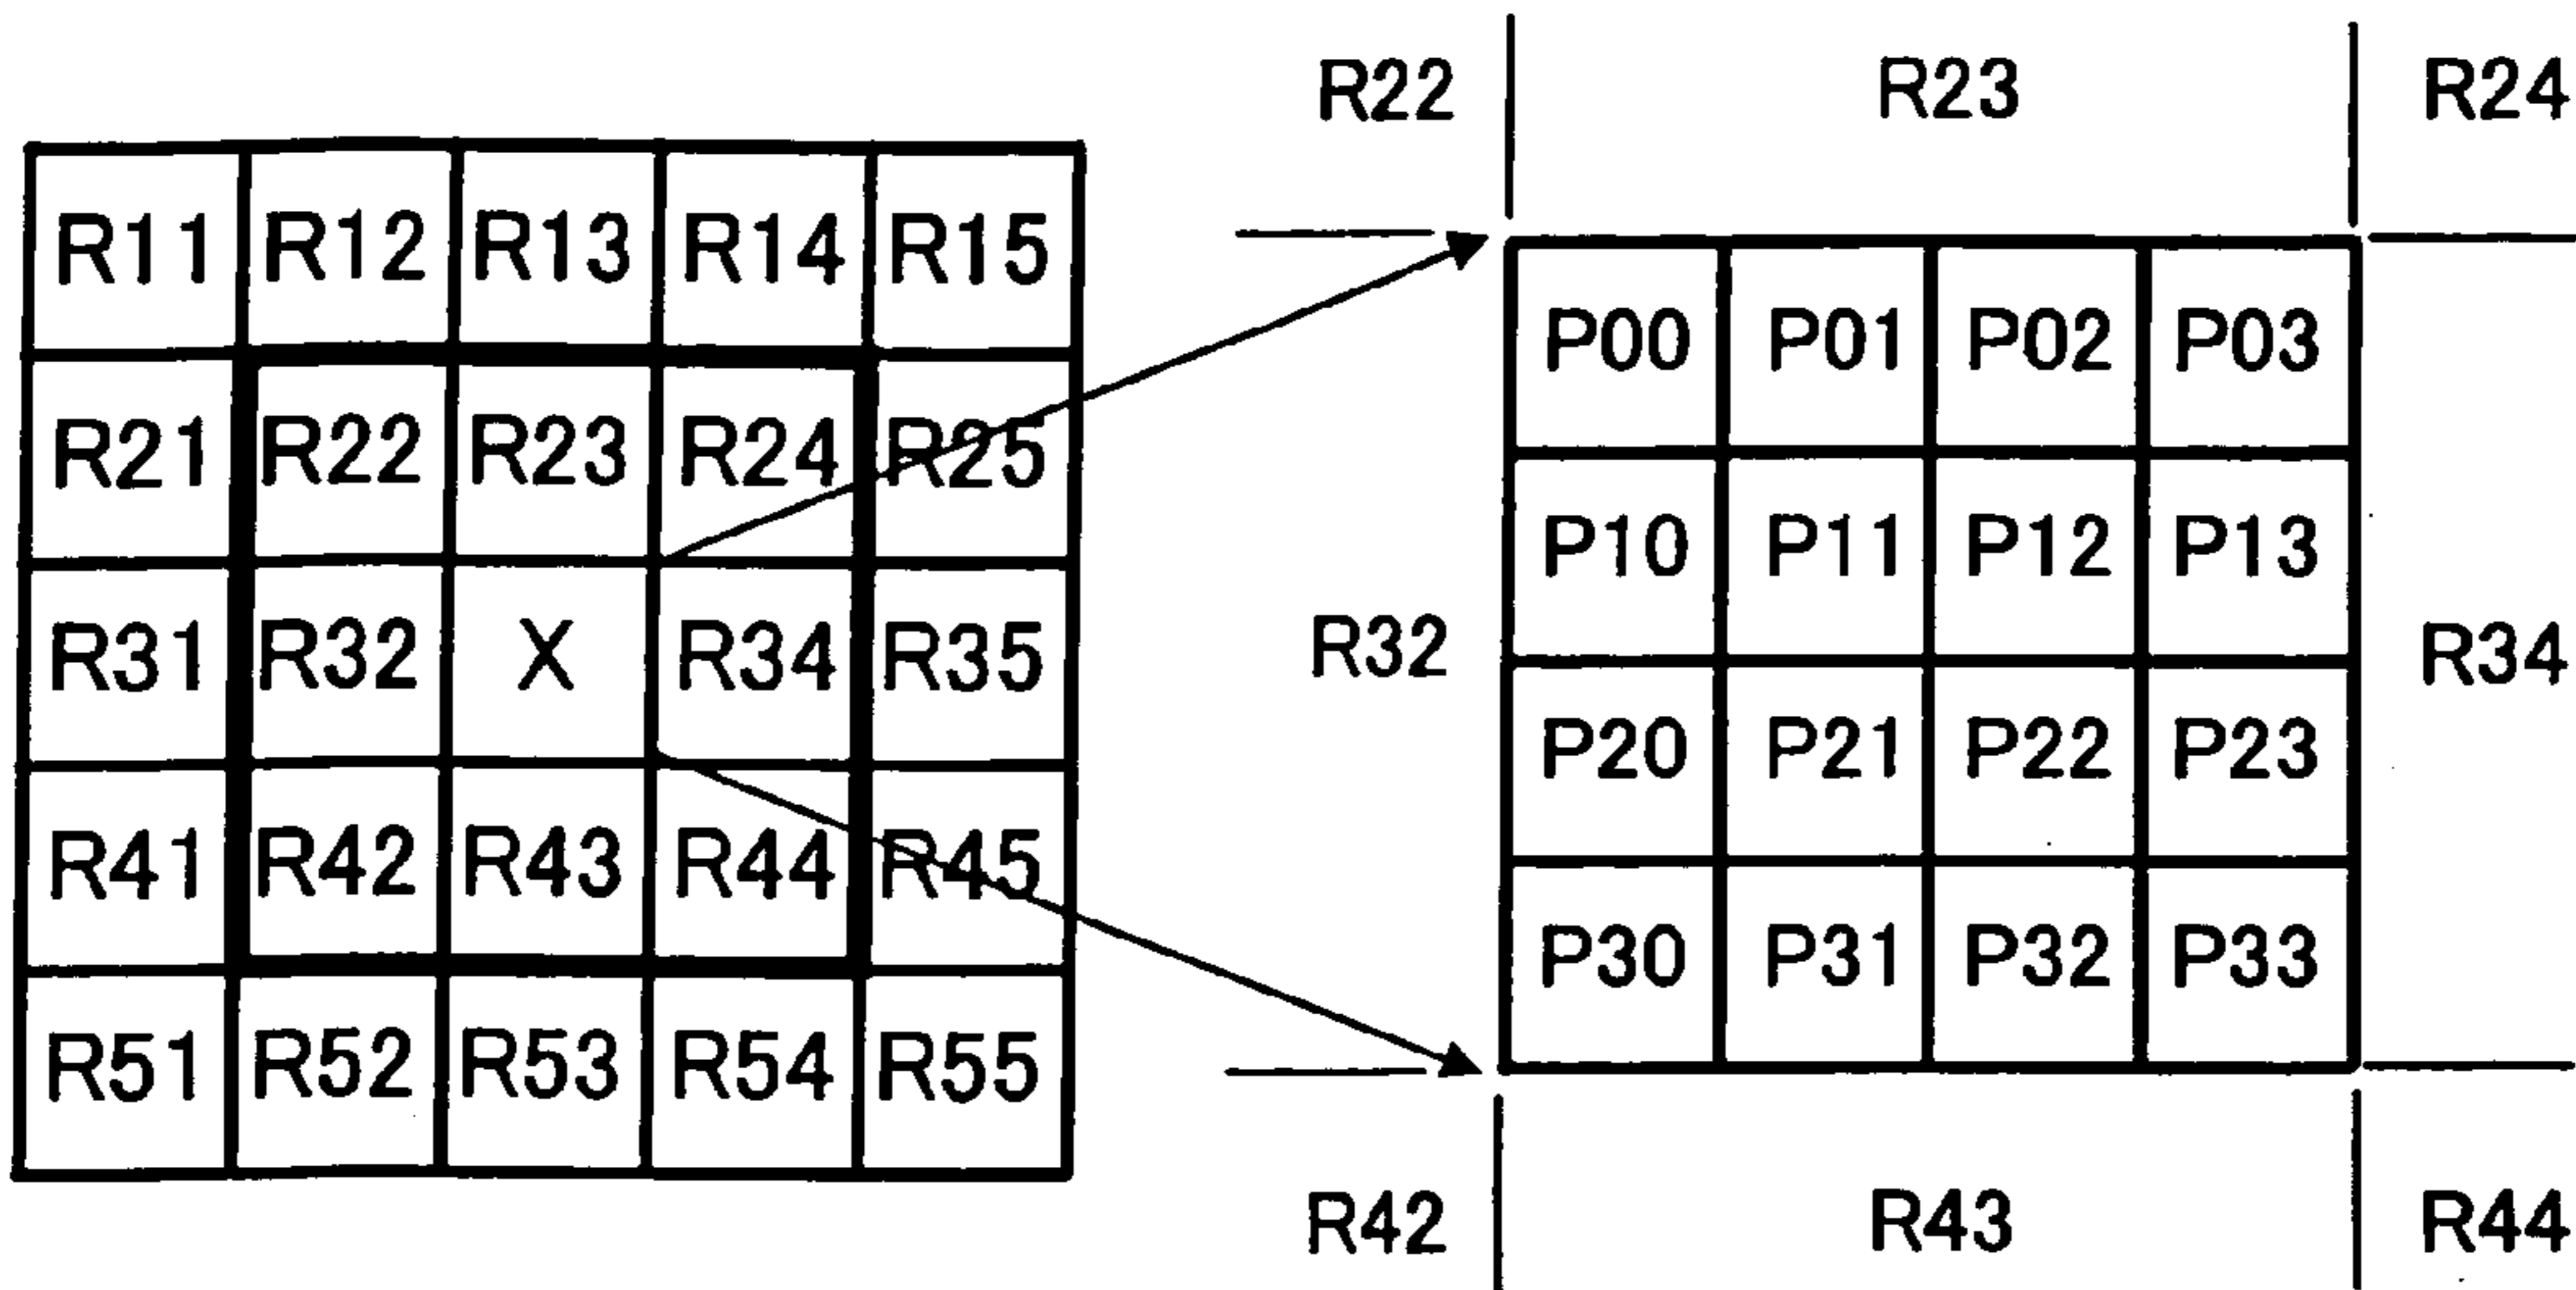 R22 R23 R24
R11 R12 R13 R14 R15
P00 P01 P02 P03
R21 R22 R23 R24 R25
P10 P11 P12 P13
R31 R32 X R34 R35
R32 R34
P20 P21 P22 P23
R41 R42 R43 R44 R45
P30 P31 P32 P33
R51 R52 R53 R54 R55
R42 R43 R44